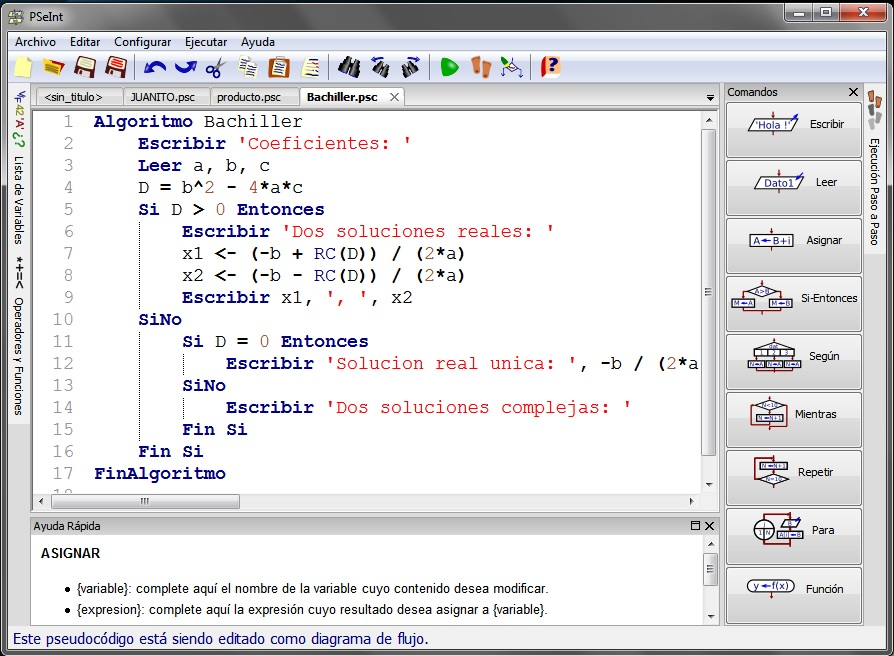 PSeInt
Archivo Editar Configurar Ejecutar Ayuda
<sin_titulo> JUANITO.psc producto.psc Bachiller.psc
1 Algoritmo Bachiller
2 Escribir 'Coeficientes: '
3 Leer a, b, c
4 D = b^2 - 4*a*c
5 Si D > 0 Entonces
6 Escribir 'Dos soluciones reales: '
7 x1 <- (-b + RC(D)) / (2*a)
8 x2 <- (-b - RC(D)) / (2*a)
9 Escribir x1, ', ', x2
10 SiNo
11 Si D = 0 Entonces
12 Escribir 'Solucion real unica: ', -b / (2*a
13 SiNo
14 Escribir 'Dos soluciones complejas: '
15 Fin Si
16 Fin Si
17 FinAlgoritmo
Lista de Variables
*+=< Operadores y Funciones
Comandos
'Hola !' Escribir
Dato1 Leer
A←B+i Asignar
A>B M←A M←B Si-Entonces
1 2 3 Según
Mientras
Repetir
Para
y←f(x) Función
Ejecución Paso a Paso
Ayuda Rápida
ASIGNAR
• {variable}: complete aquí el nombre de la variable cuyo contenido desea modificar.
• {expresion}: complete aquí la expresión cuyo resultado desea asignar a {variable}.
Este pseudocódigo está siendo editado como diagrama de flujo.